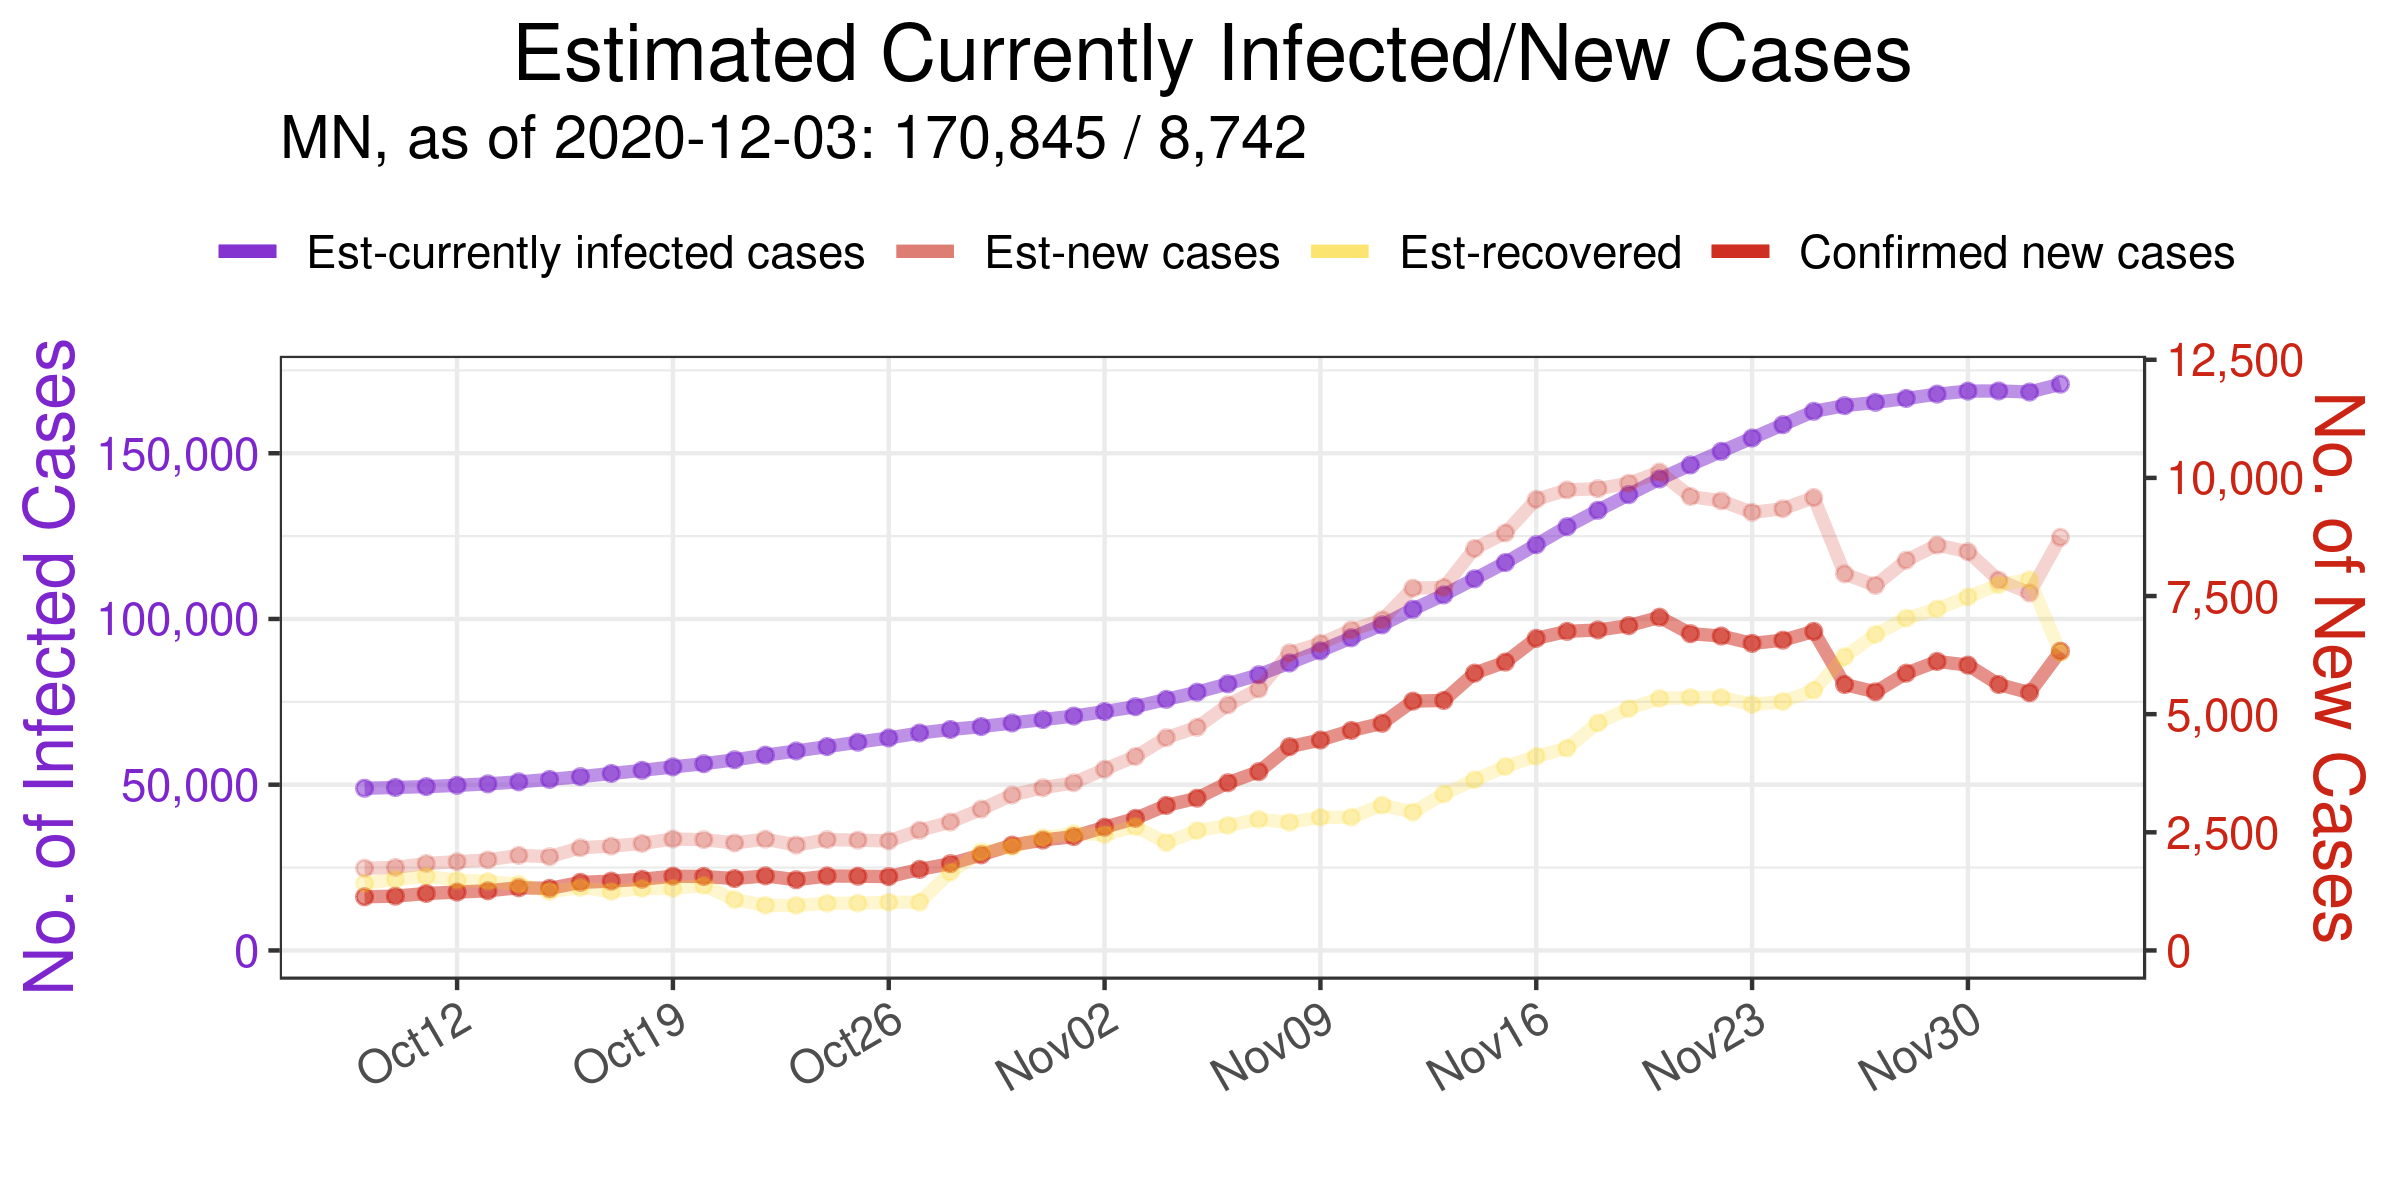 Estimated Currently Infected/New Cases
MN, as of 2020-12-03: 170,845 / 8,742
Est-currently infected cases
Est-new cases
Est-recovered
Confirmed new cases
No. of Infected Cases
150,000
100,000
50,000
0
12,500
10,000
7,500
5,000
2,500
0
No. of New Cases
Oct12
Oct19
Oct26
Nov02
Nov09
Nov16
Nov23
Nov30